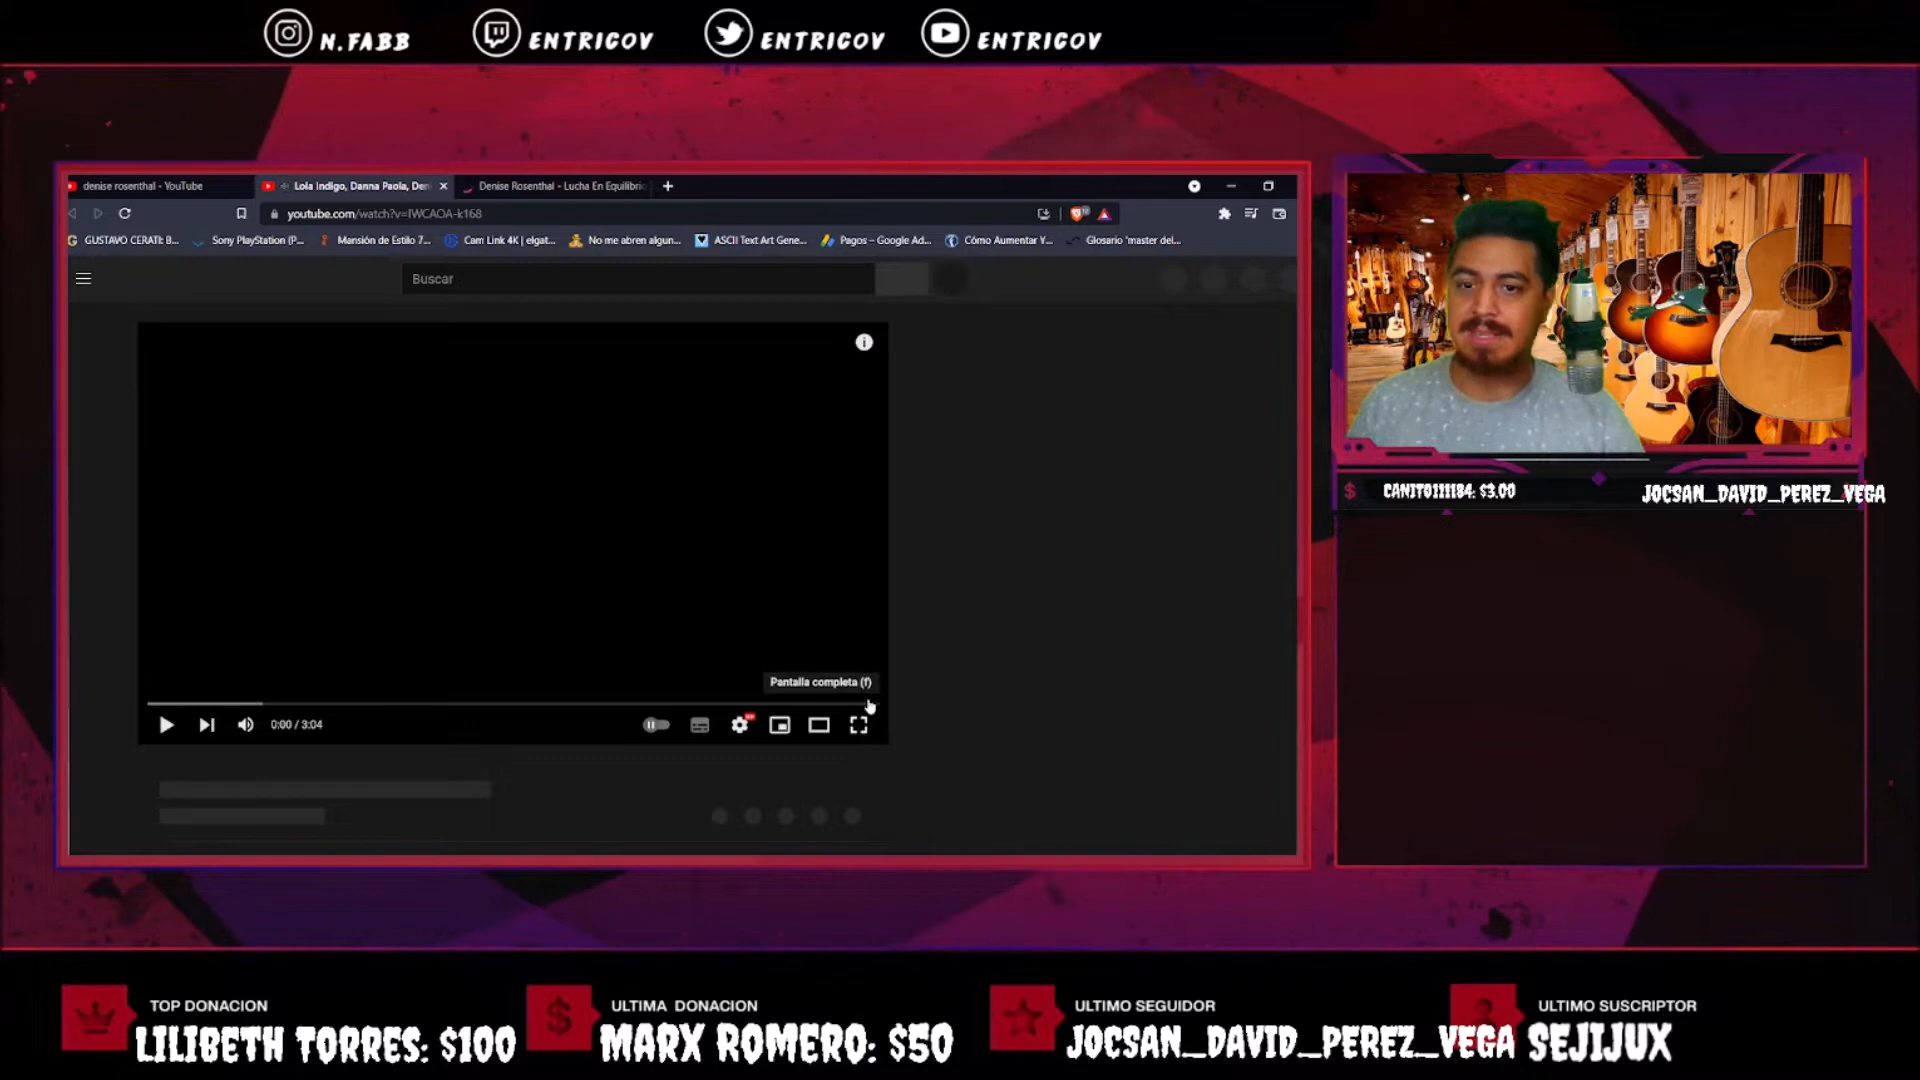 N.FABB ENTRICOV ENTRICOV ENTRICOV
denise rosenthal - YouTube Lola Indigo, Danna Paola, Den Denise Rosenthal - Lucha En Equilibrio
youtube.com/watch?v=IWCAOA-k168
GUSTAVO CERATI: B... Sony PlayStation (P... Mansión de Estilo 7... Cam Link 4K | elgat... No me abren algun... ASCII Text Art Gene... Pagos – Google Ad... Cómo Aumentar Y... Glosario 'master del...
Buscar
Pantalla completa (f)
0:00 / 3:04
$ CANITO111184: $3.00 JOCSAN_DAVID_PEREZ_VEGA
TOP DONACION
LILIBETH TORRES: $100
$
ULTIMA DONACION
MARX ROMERO: $50
ULTIMO SEGUIDOR
JOCSAN_DAVID_PEREZ_VEGA
ULTIMO SUSCRIPTOR
SEJIJUX